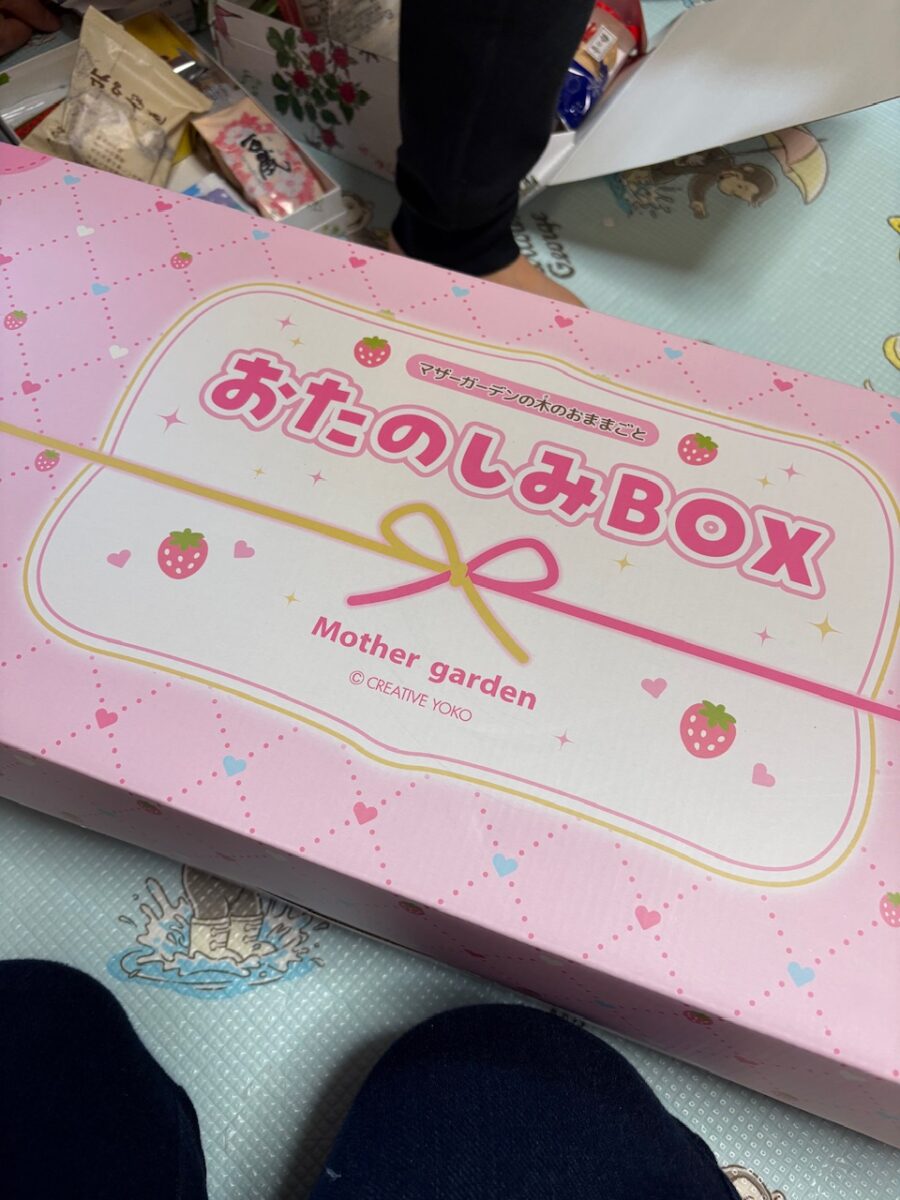 マザーガーデンの木のおままごと
おたのしみBOX
Mother garden
© CREATIVE YOKO
George